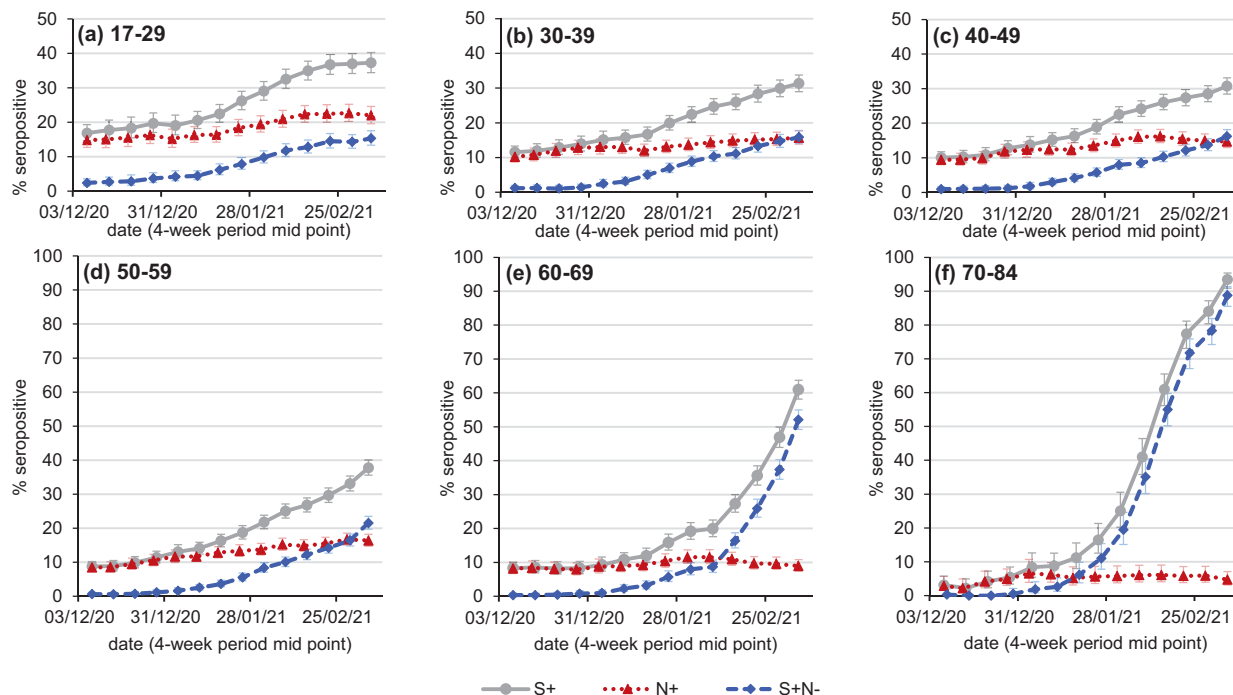 (a) 17-29
50
40
30
20
10
0
% seropositive
03/12/20 31/12/20 28/01/21 25/02/21
date (4-week period mid point)
(b) 30-39
50
40
30
20
10
0
% seropositive
03/12/20 31/12/20 28/01/21 25/02/21
date (4-week period mid point)
(c) 40-49
50
40
30
20
10
0
% seropositive
03/12/20 31/12/20 28/01/21 25/02/21
date (4-week period mid point)
(d) 50-59
100
90
80
70
60
50
40
30
20
10
0
% seropositive
03/12/20 31/12/20 28/01/21 25/02/21
date (4-week period mid point)
(e) 60-69
100
90
80
70
60
50
40
30
20
10
0
% seropositive
03/12/20 31/12/20 28/01/21 25/02/21
date (4-week period mid point)
(f) 70-84
100
90
80
70
60
50
40
30
20
10
0
% seropositive
03/12/20 31/12/20 28/01/21 25/02/21
date (4-week period mid point)
S+ N+ S+N-